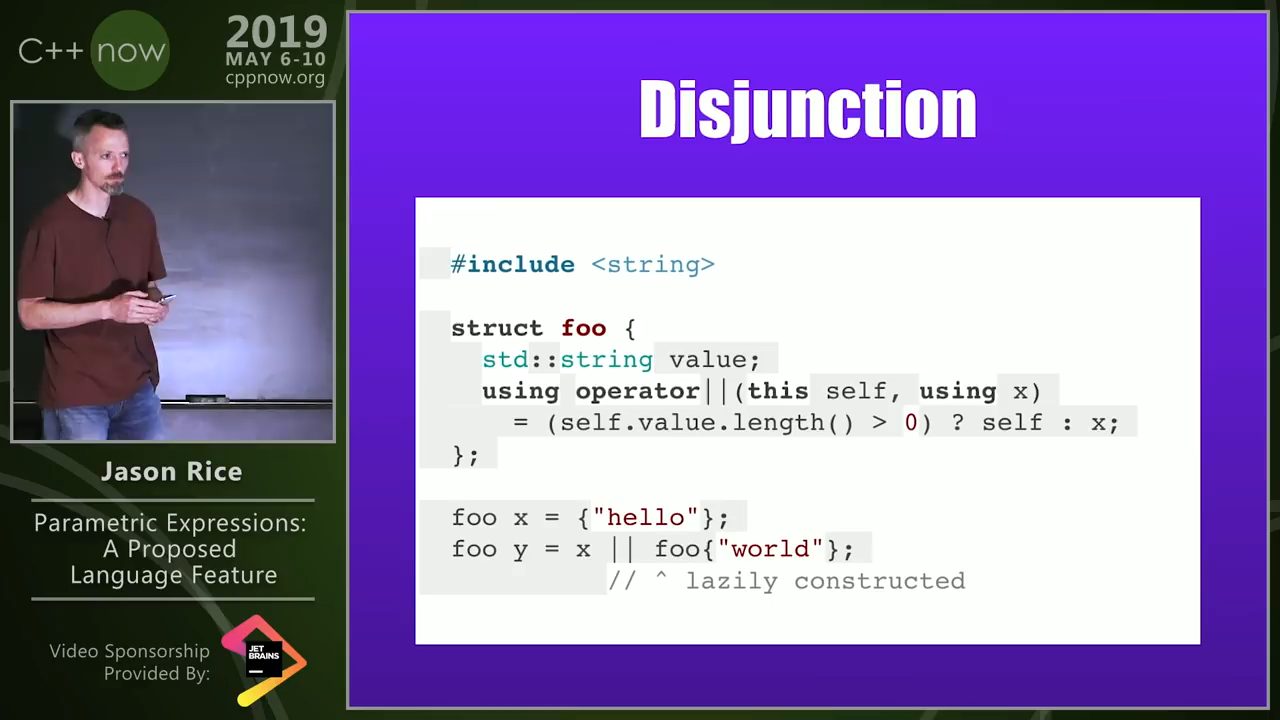 C++ now
2019
MAY 6-10
cppnow.org
Jason Rice
Parametric Expressions:
A Proposed
Language Feature
Video Sponsorship
Provided By:
JET
BRAINS
Disjunction
#include <string>
struct foo {
std::string value;
using operator||(this self, using x)
= (self.value.length() > 0) ? self : x;
};
foo x = {"hello"};
foo y = x || foo{"world"};
// ^ lazily constructed